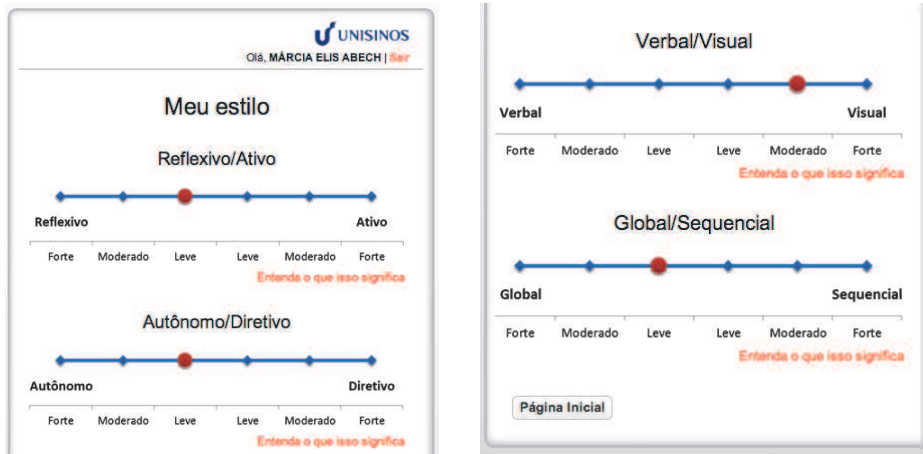 UNISINOS
Olá, MÁRCIA ELIS ABECH | Sair
Meu estilo
Reflexivo/Ativo
Reflexivo Ativo
Forte Moderado Leve Leve Moderado Forte
Entenda o que isso significa
Autônomo/Diretivo
Autônomo Diretivo
Forte Moderado Leve Leve Moderado Forte
Entenda o que isso significa
Verbal/Visual
Verbal Visual
Forte Moderado Leve Leve Moderado Forte
Entenda o que isso significa
Global/Sequencial
Global Sequencial
Forte Moderado Leve Leve Moderado Forte
Entenda o que isso significa
Página Inicial